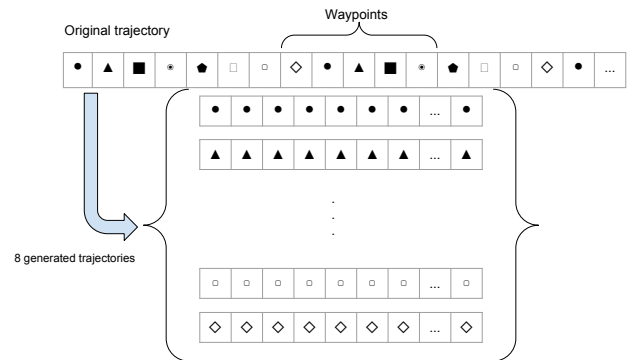 Waypoints
Original trajectory
...
...
...
.
.
.
8 generated trajectories
...
...